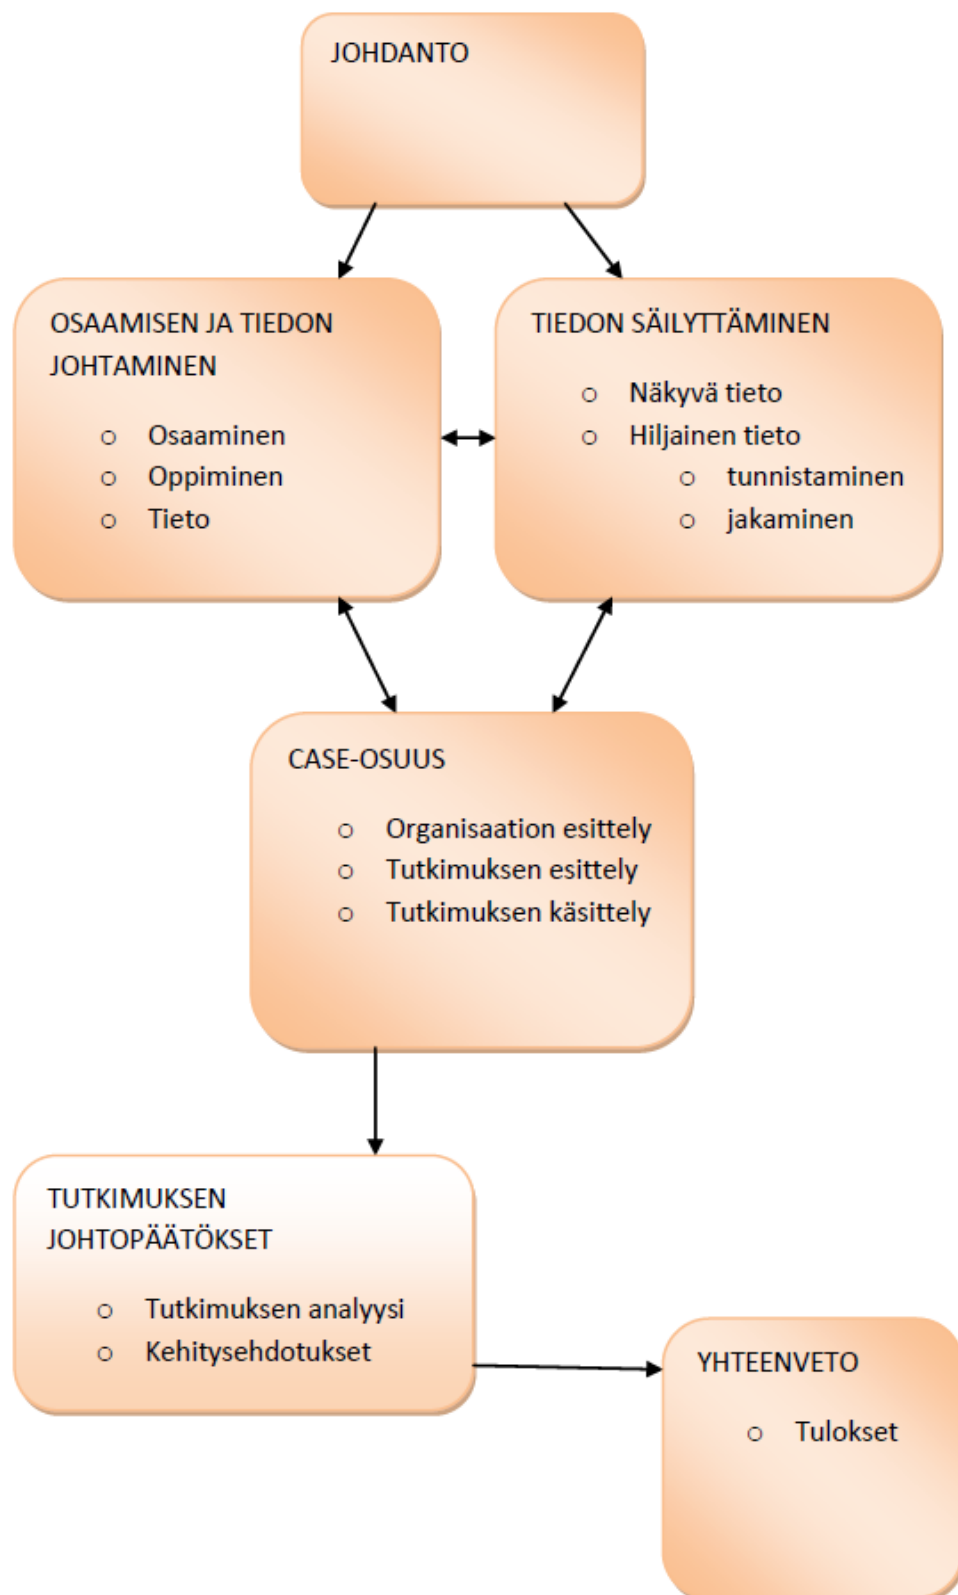 JOHDANTO
OSAAMISEN JA TIEDON
JOHTAMINEN
o Osaaminen
o Oppiminen
o Tieto
TIEDON SÄILYTTÄMINEN
o Näkyvä tieto
o Hiljainen tieto
o tunnistaminen
o jakaminen
CASE-OSUUS
o Organisaation esittely
o Tutkimuksen esittely
o Tutkimuksen käsittely
TUTKIMUKSEN
JOHTOPÄÄTÖKSET
o Tutkimuksen analyysi
o Kehitysehdotukset
YHTEENVETO
o Tulokset